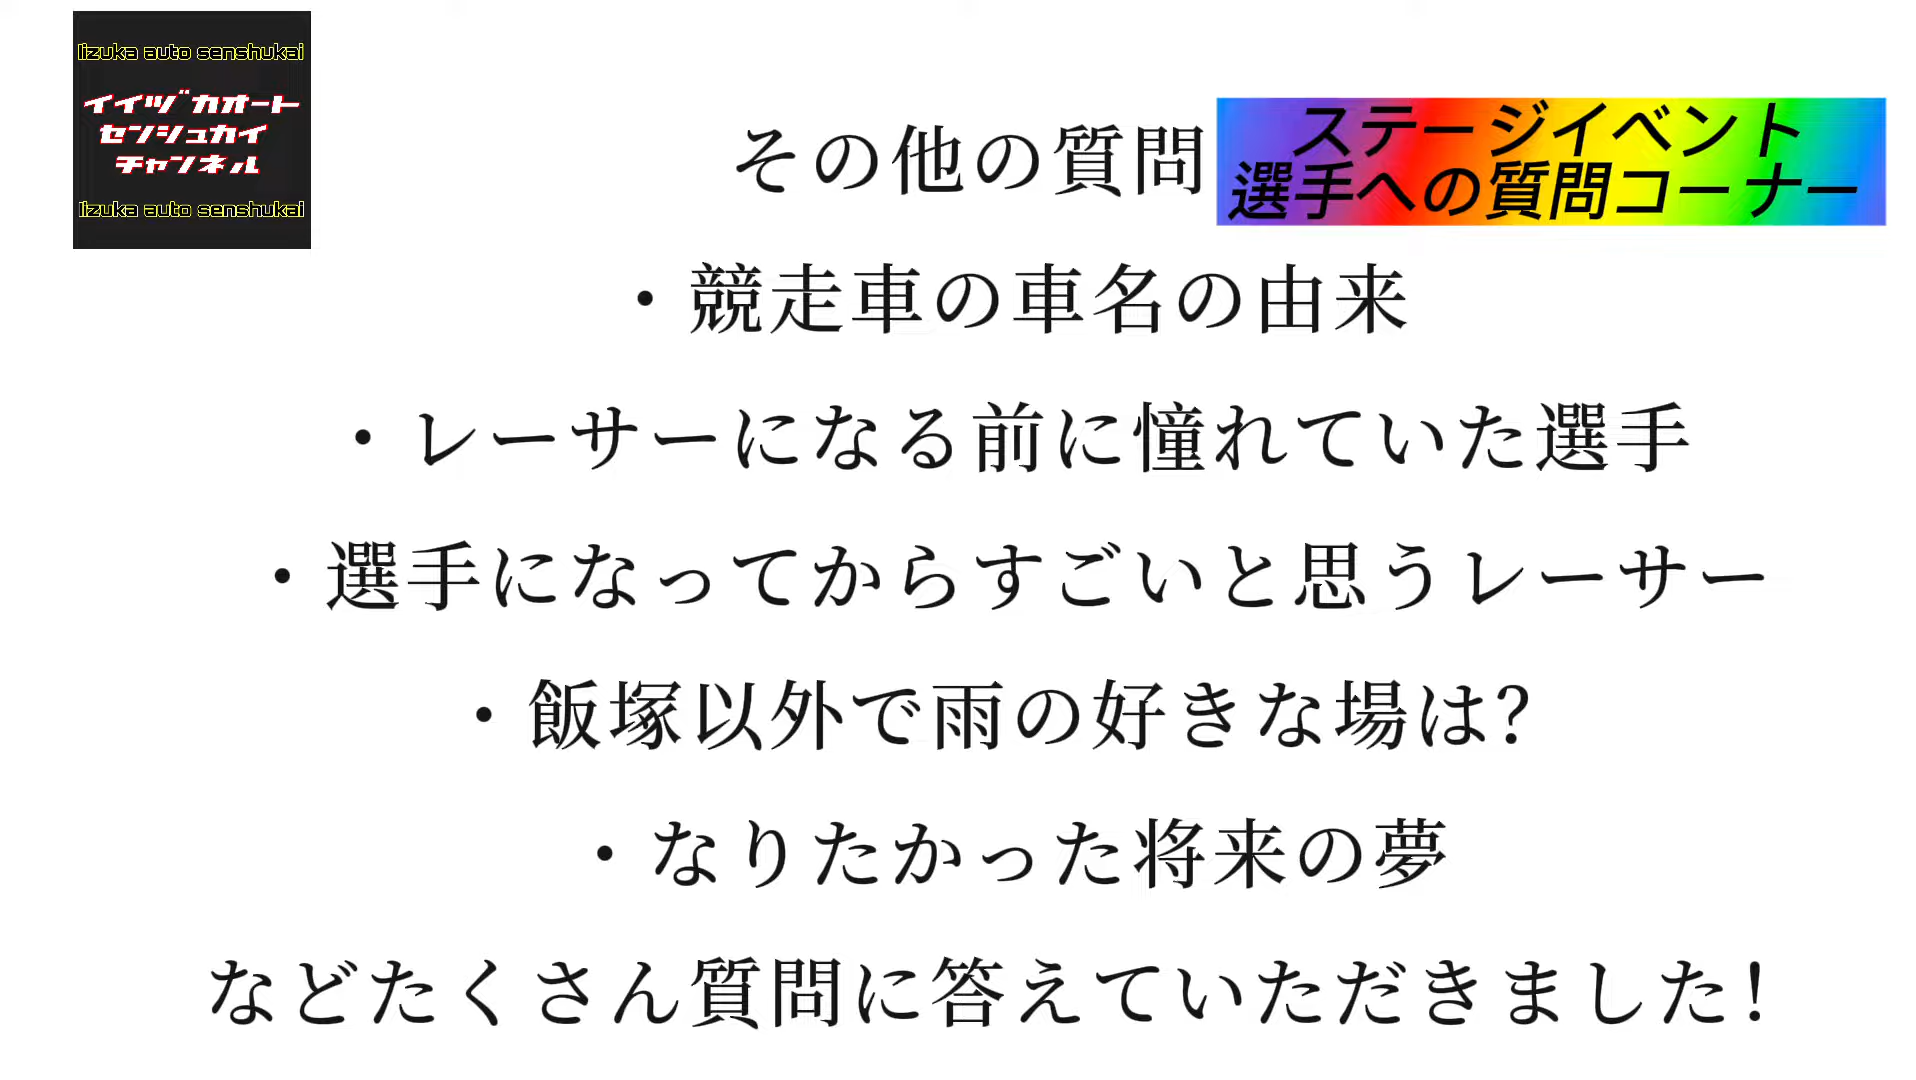 Iizuka auto senshukai
イイヅカオート
センシュカイ
チャンネル
Iizuka auto senshukai
ステージイベント
選手への質問コーナー
その他の質問
・競走車の車名の由来
・レーサーになる前に憧れていた選手
・選手になってからすごいと思うレーサー
・飯塚以外で雨の好きな場は?
・なりたかった将来の夢
などたくさん質問に答えていただきました!